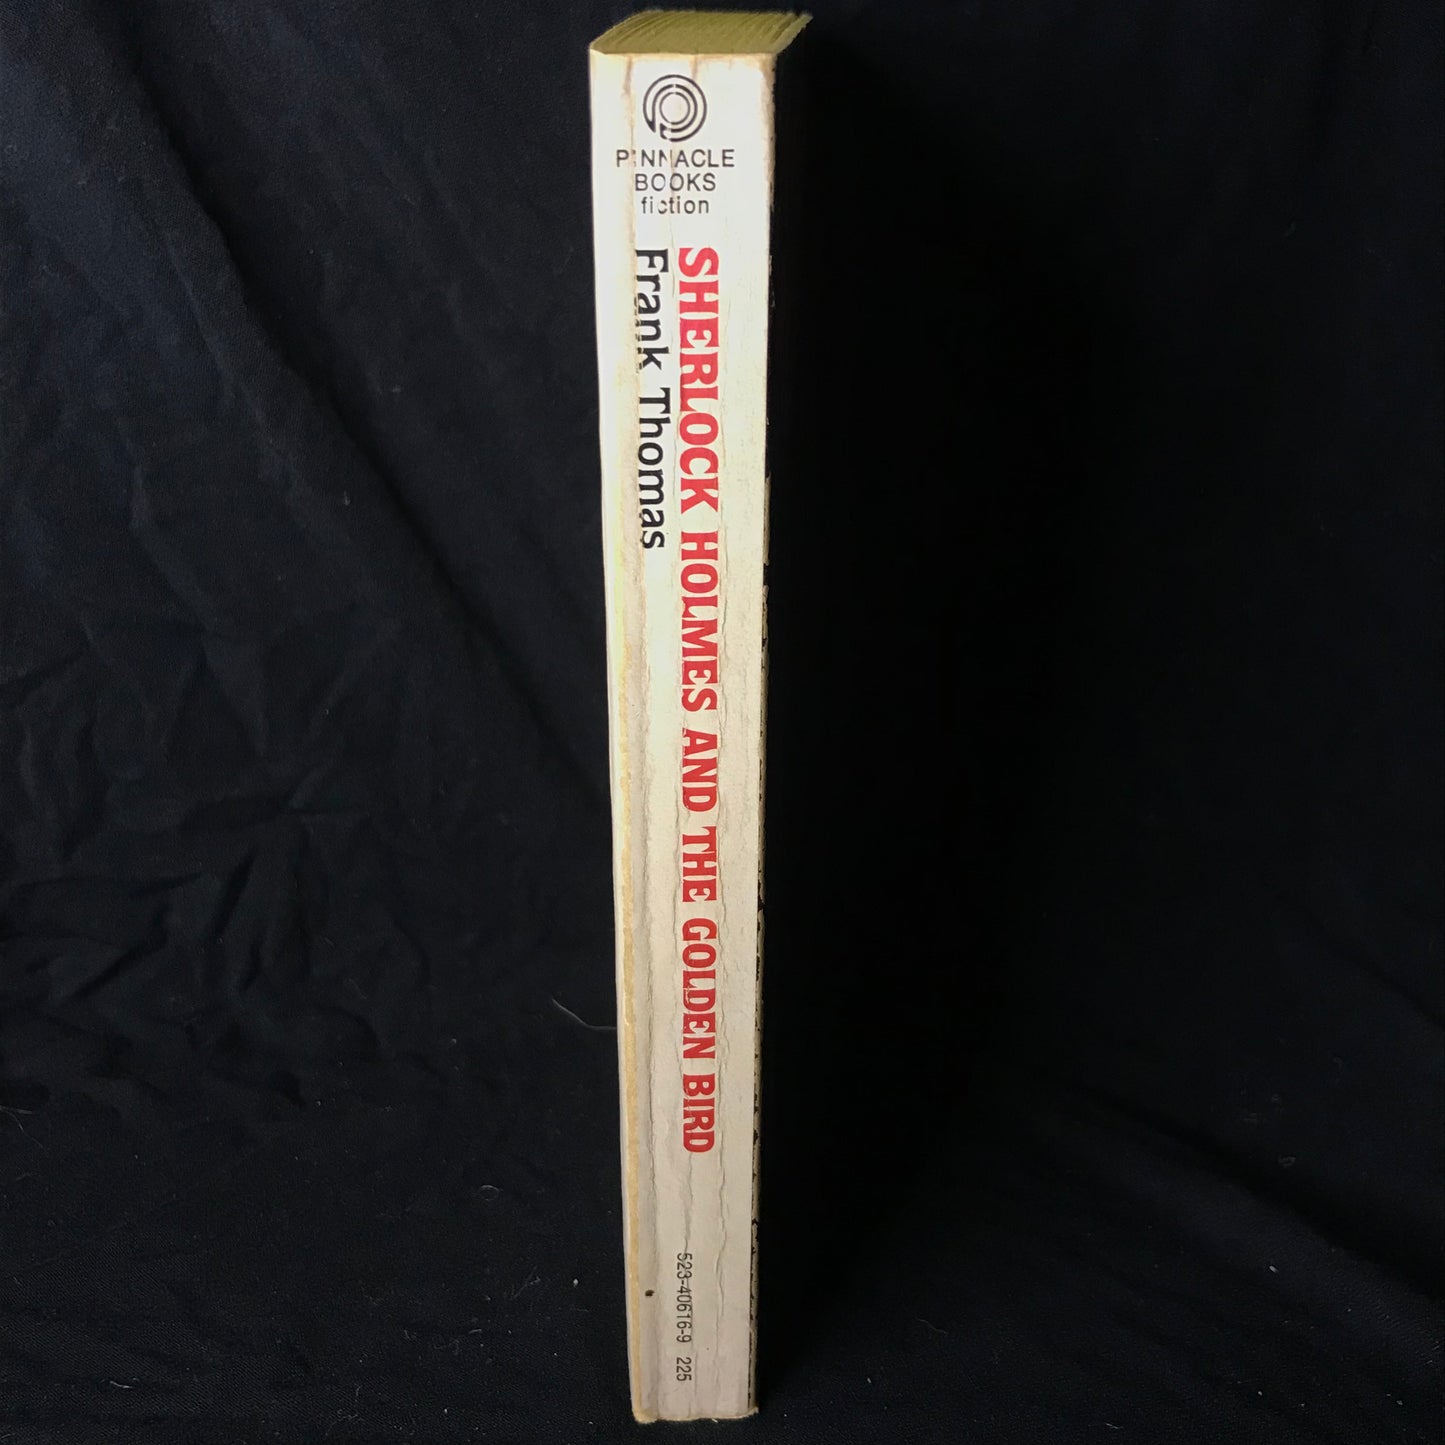 PINNACLE
BOOKS
fiction
SHERLOCK HOLMES AND THE GOLDEN BIRD
Frank Thomas
523-40616-9 225